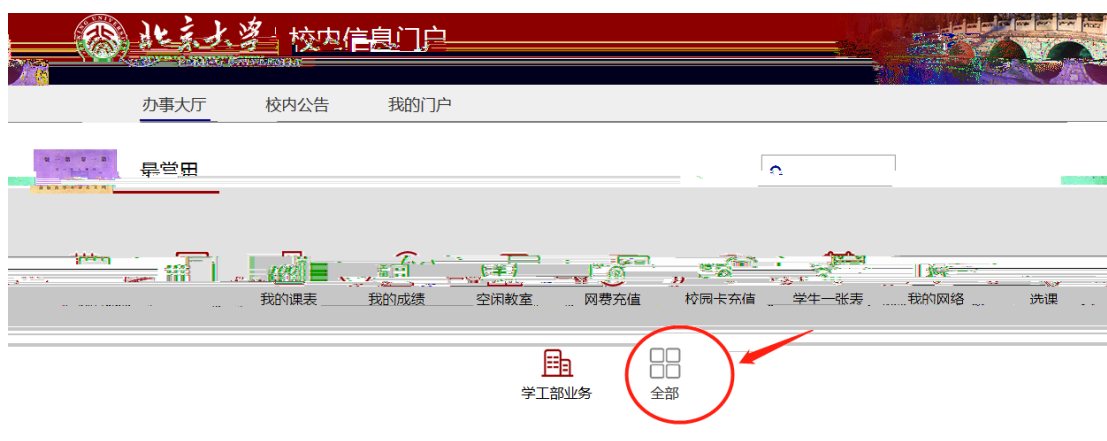 北京大学 校内信息门户
办事大厅 校内公告 我的门户
最常用
我的课表 我的成绩 空闲教室 网费充值 校园卡充值 学生一张表 我的网络 选课
学工部业务 全部